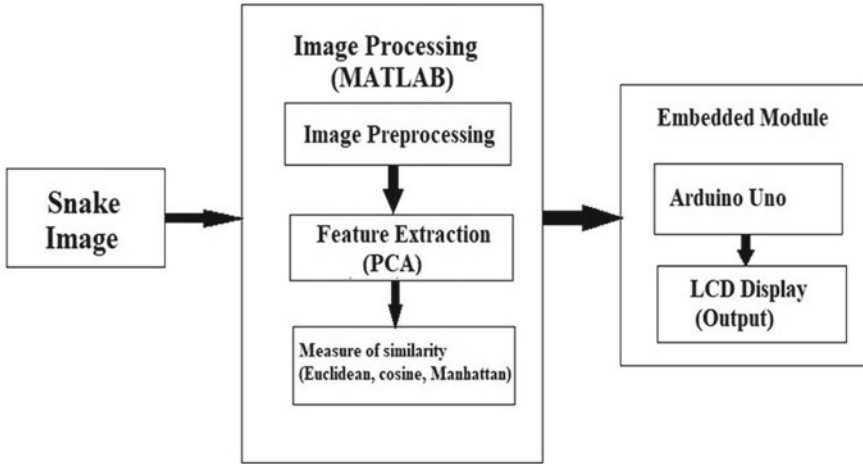 Snake
Image
Image Processing
(MATLAB)
Image Preprocessing
Feature Extraction
(PCA)
Measure of similarity
(Euclidean, cosine, Manhattan)
Embedded Module
Arduino Uno
LCD Display
(Output)